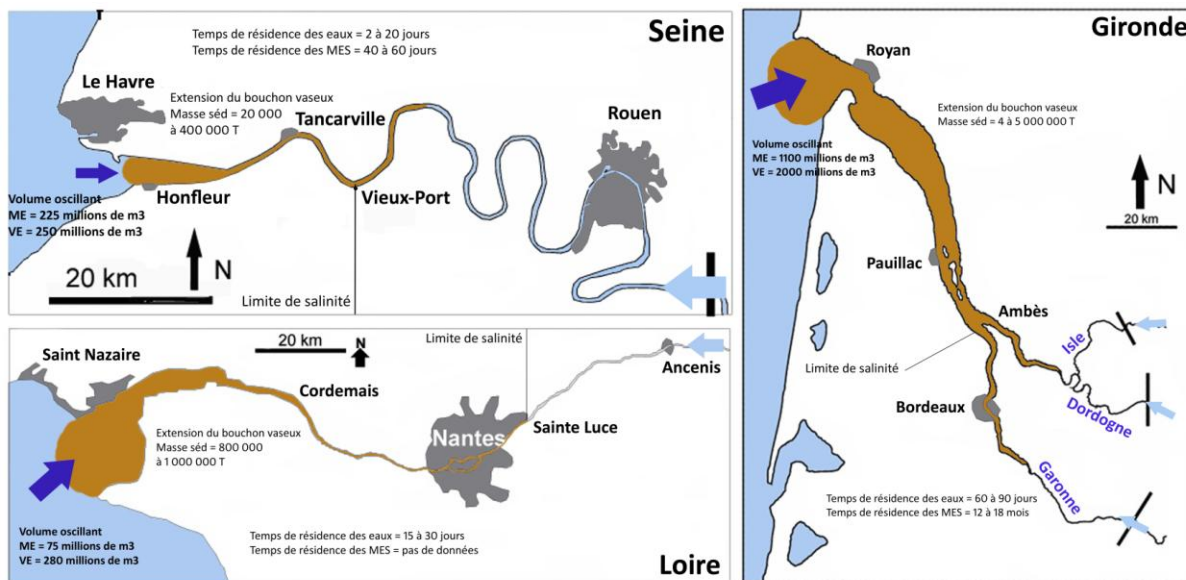 Seine
Temps de résidence des eaux = 2 à 20 jours
Temps de résidence des MES = 40 à 60 jours
Le Havre
Extension du bouchon vaseux
Masse séd = 20 000
à 400 000 T
Tancarville
Rouen
Honfleur
Vieux-Port
Volume oscillant
ME = 225 millions de m3
VE = 250 millions de m3
N
20 km
Limite de salinité
20 km
N
Limite de salinité
Saint Nazaire
Cordemais
Ancenis
Nantes
Sainte Luce
Extension du bouchon vaseux
Masse séd = 800 000
à 1 000 000 T
Volume oscillant
ME = 75 millions de m3
VE = 280 millions de m3
Temps de résidence des eaux = 15 à 30 jours
Temps de résidence des MES = pas de données
Loire
Gironde
Royan
Extension du bouchon vaseux
Masse séd = 4 à 5 000 000 T
Volume oscillant
ME = 1100 millions de m3
VE = 2000 millions de m3
N
20 km
Pauillac
Ambès
Isle
Limite de salinité
Dordogne
Bordeaux
Garonne
Temps de résidence des eaux = 60 à 90 jours
Temps de résidence des MES = 12 à 18 mois